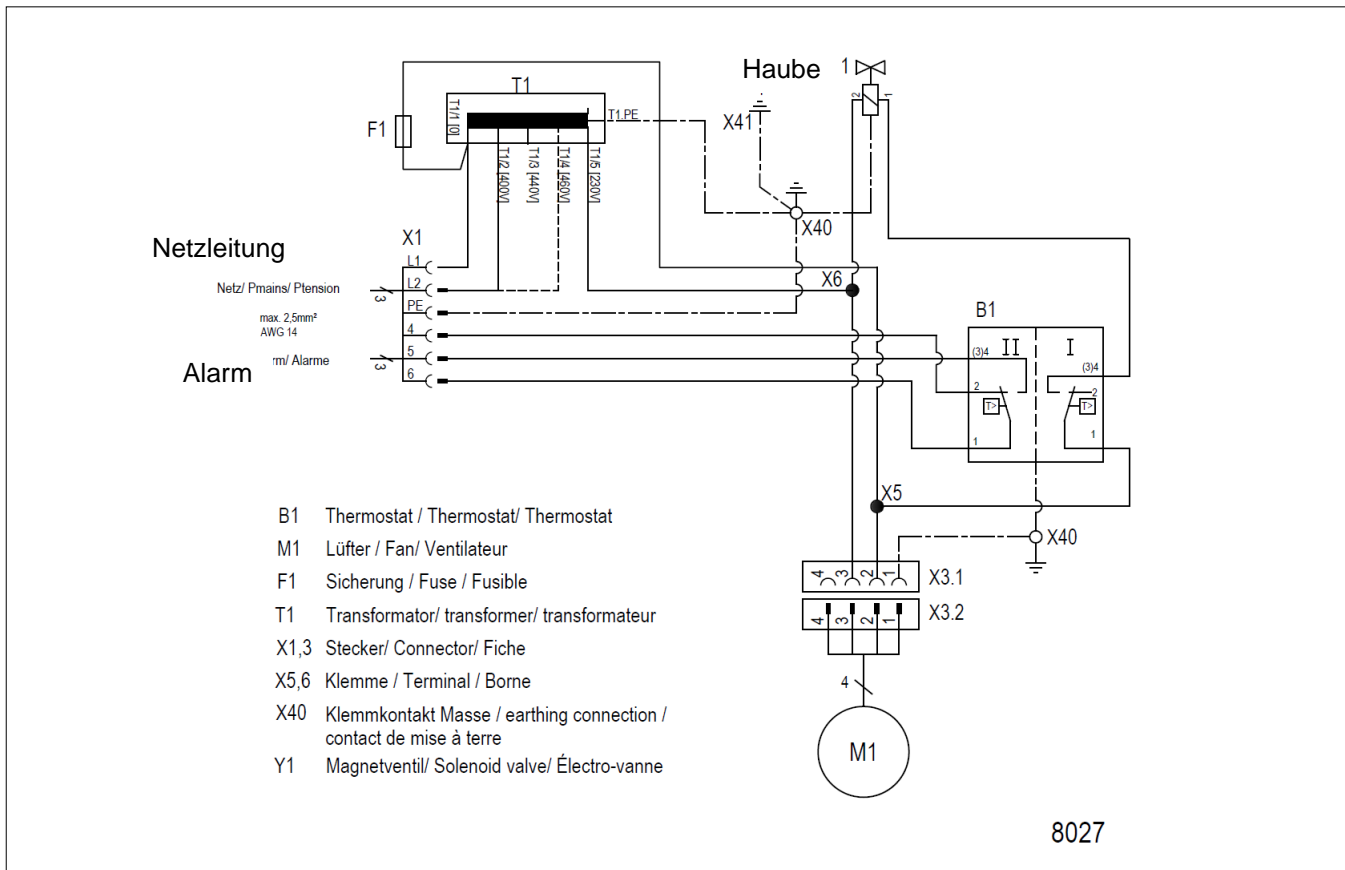 Haube
1
T1
T1/1 [0]
T1.PE
2
1
F1
X41
T1/2 [400V]
T1/3 [440V]
T1/4 [460V]
T1/5 [230V]
X40
Netzleitung
X1
L1
Netz/ Pmains/ Ptension
3
L2
X6
max. 2,5mm²
AWG 14
PE
B1
4
II
I
Alarm
rm/ Alarme
3
5
(3)4
(3)4
6
2
2
T>
T>
1
1
X5
X40
4
3
2
1
X3.1
4
3
2
1
X3.2
4
M1
B1 Thermostat / Thermostat/ Thermostat
M1 Lüfter / Fan/ Ventilateur
F1 Sicherung / Fuse / Fusible
T1 Transformator/ transformer/ transformateur
X1,3 Stecker/ Connector/ Fiche
X5,6 Klemme / Terminal / Borne
X40 Klemmkontakt Masse / earthing connection /
contact de mise à terre
Y1 Magnetventil/ Solenoid valve/ Électro-vanne
8027